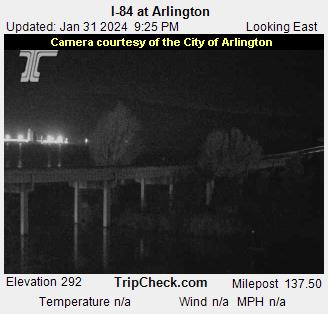 I-84 at Arlington
Updated: Jan 31 2024 9:25 PM Looking East
Camera courtesy of the City of Arlington
Elevation 292 TripCheck.com Milepost 137.50
Temperature n/a Wind n/a MPH n/a